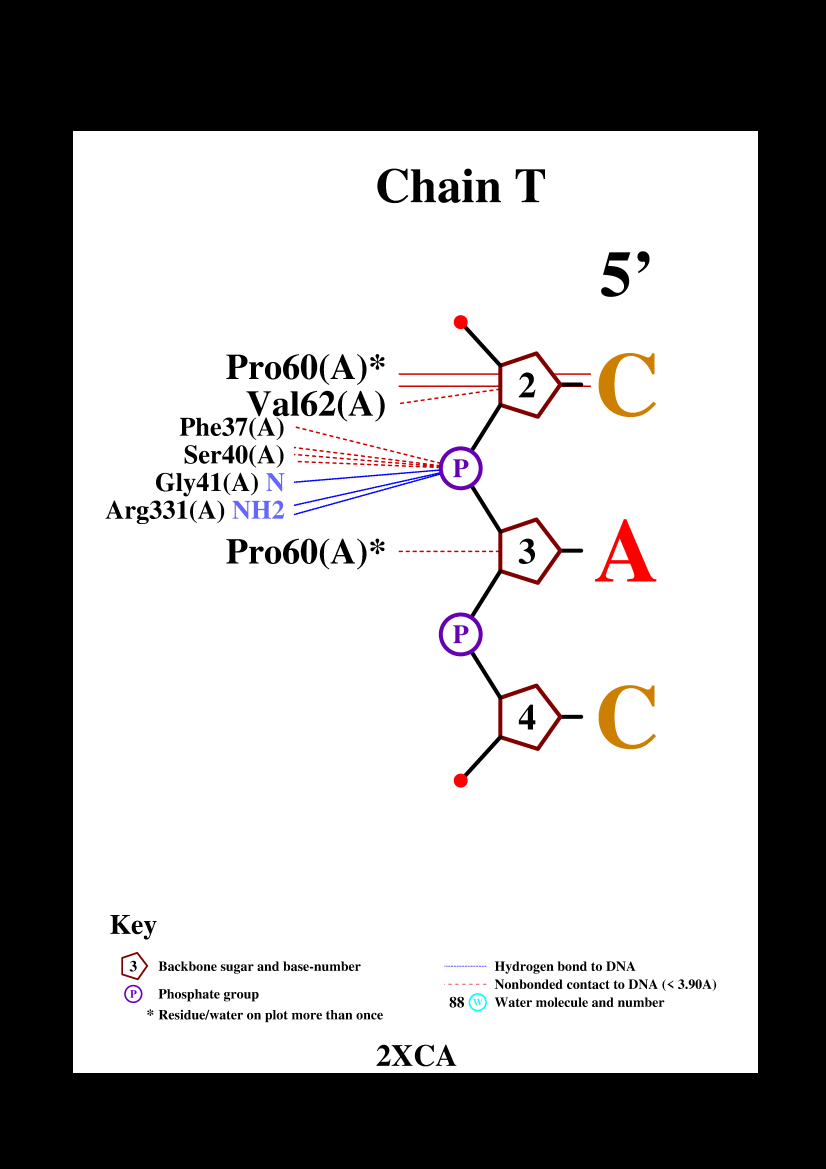 Chain T
5’
Pro60(A)*
2
C
Val62(A)
Phe37(A)
Ser40(A)
P
Gly41(A) N
Arg331(A) NH2
Pro60(A)*
3
A
P
4
C
Key
3 Backbone sugar and base-number
P Phosphate group
* Residue/water on plot more than once
Hydrogen bond to DNA
Nonbonded contact to DNA (< 3.90A)
88 W Water molecule and number
2XCA